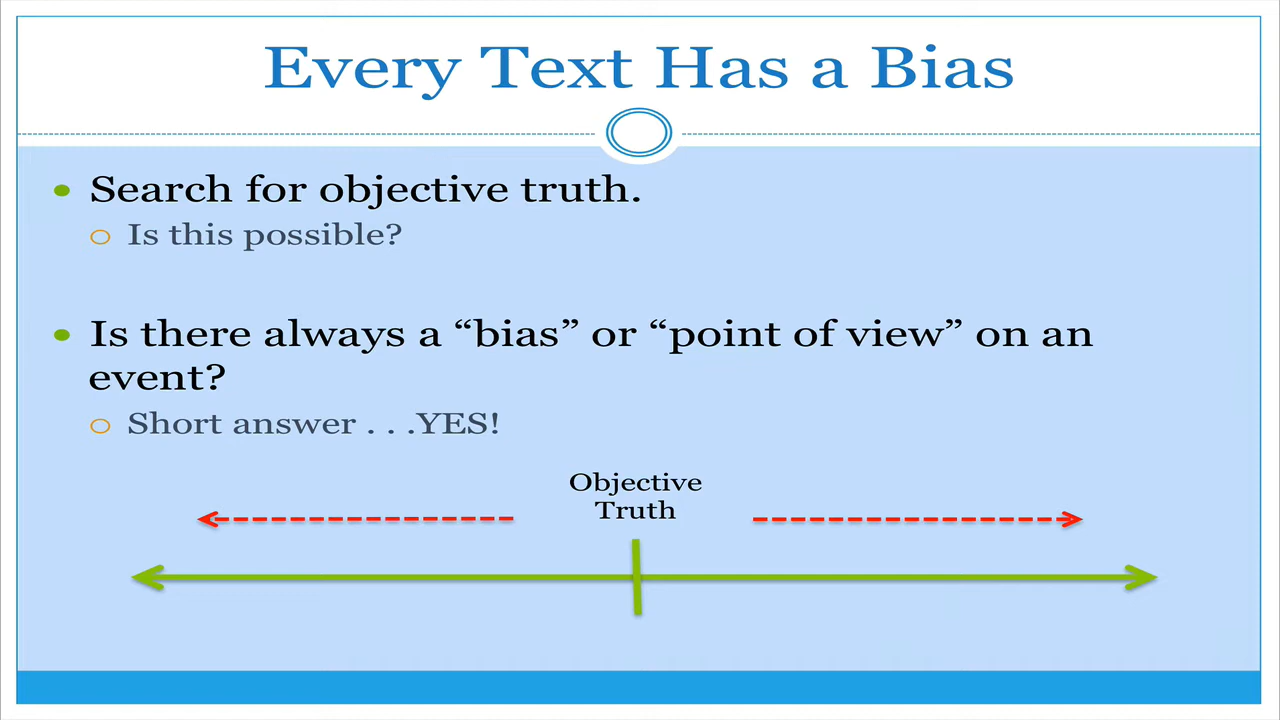 Every Text Has a Bias
Search for objective truth.
Is this possible?
Is there always a “bias” or “point of view” on an
event?
Short answer . . .YES!
Objective
Truth